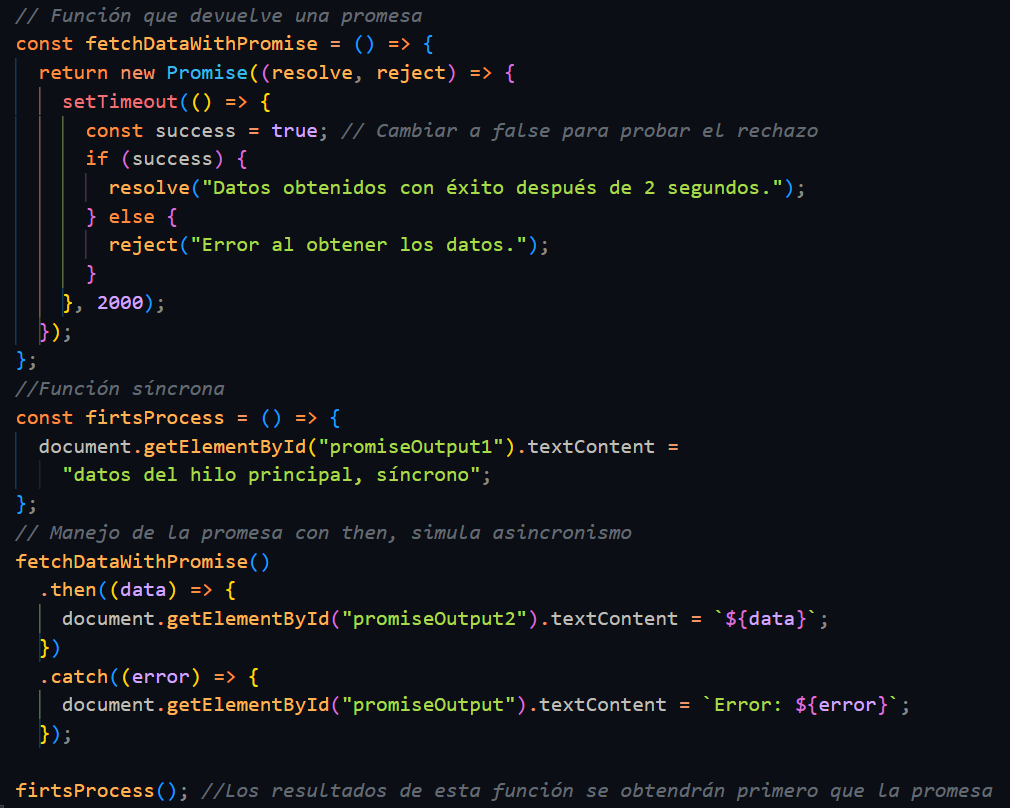 // Función que devuelve una promesa
const fetchDataWithPromise = () => {
  return new Promise((resolve, reject) => {
    setTimeout(() => {
      const success = true; // Cambiar a false para probar el rechazo
      if (success) {
        resolve("Datos obtenidos con éxito después de 2 segundos.");
      } else {
        reject("Error al obtener los datos.");
      }
    }, 2000);
  });
};
//Función síncrona
const firtsProcess = () => {
  document.getElementById("promiseOutput1").textContent =
    "datos del hilo principal, síncrono";
};
// Manejo de la promesa con then, simula asincronismo
fetchDataWithPromise()
  .then((data) => {
    document.getElementById("promiseOutput2").textContent = `${data}`;
  })
  .catch((error) => {
    document.getElementById("promiseOutput").textContent = `Error: ${error}`;
  });

firtsProcess(); //Los resultados de esta función se obtendrán primero que la promesa